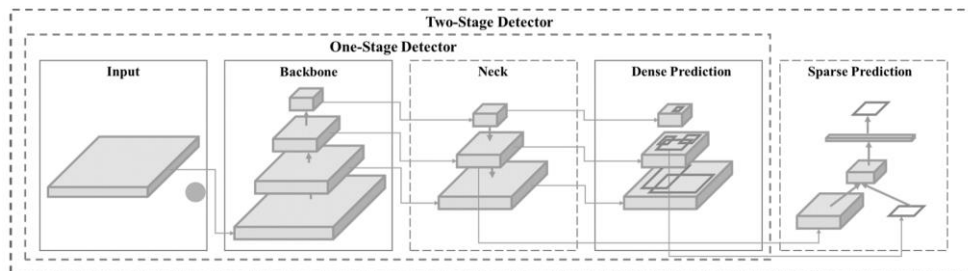 Two-Stage Detector
One-Stage Detector
Input
Backbone
Neck
Dense Prediction
Sparse Prediction